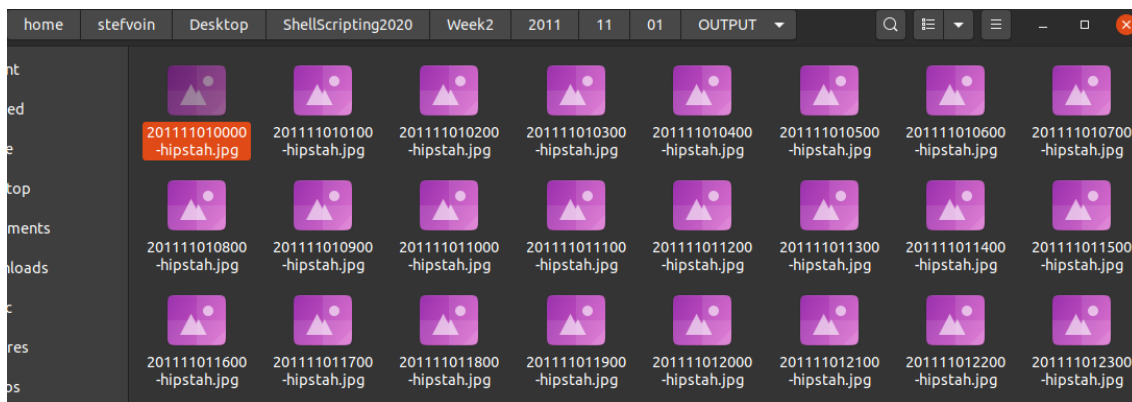 home stefvoin Desktop ShellScripting2020 Week2 2011 11 01 OUTPUT
201111010000 201111010100 201111010200 201111010300 201111010400 201111010500 201111010600 201111010700
-hipstah.jpg -hipstah.jpg -hipstah.jpg -hipstah.jpg -hipstah.jpg -hipstah.jpg -hipstah.jpg -hipstah.jpg
top
ments
201111010800 201111010900 201111011000 201111011100 201111011200 201111011300 201111011400 201111011500
-hipstah.jpg -hipstah.jpg -hipstah.jpg -hipstah.jpg -hipstah.jpg -hipstah.jpg -hipstah.jpg -hipstah.jpg
nloads
res
201111011600 201111011700 201111011800 201111011900 201111012000 201111012100 201111012200 201111012300
-hipstah.jpg -hipstah.jpg -hipstah.jpg -hipstah.jpg -hipstah.jpg -hipstah.jpg -hipstah.jpg -hipstah.jpg